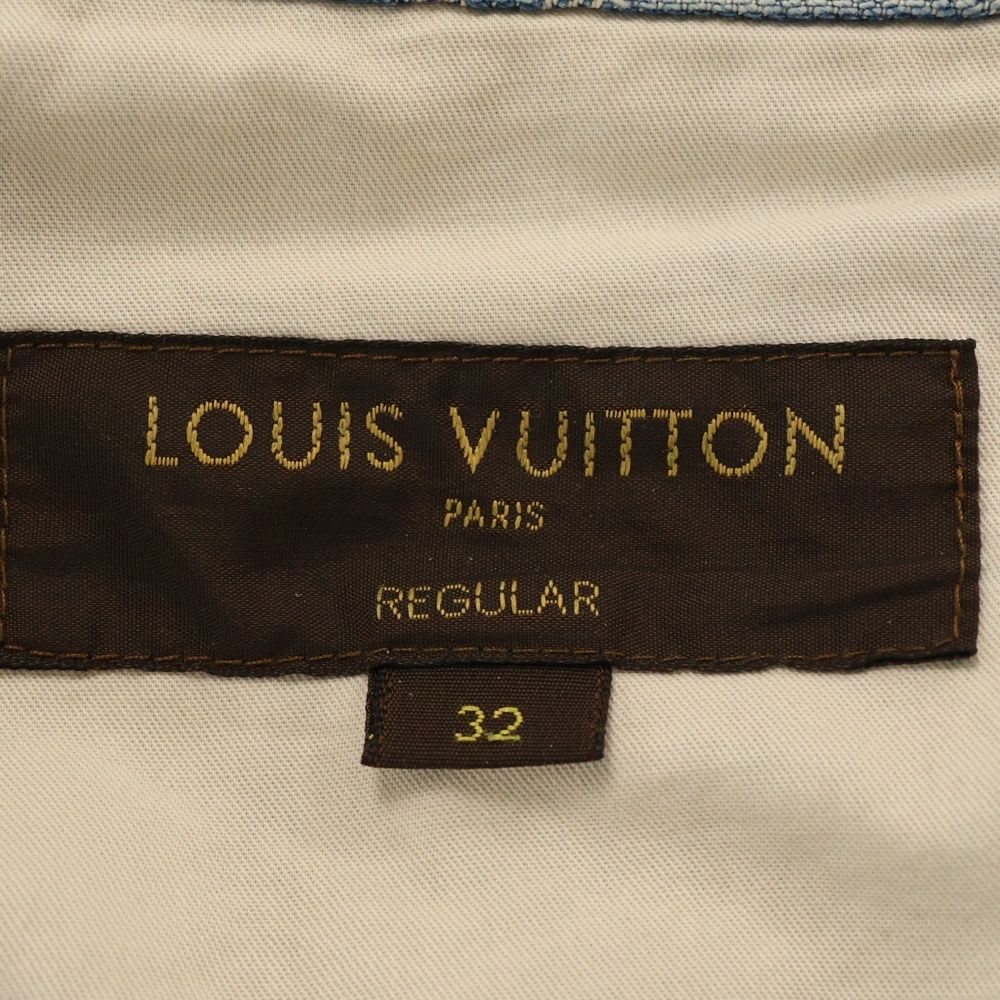 LOUIS VUITTON
PARIS
REGULAR
32